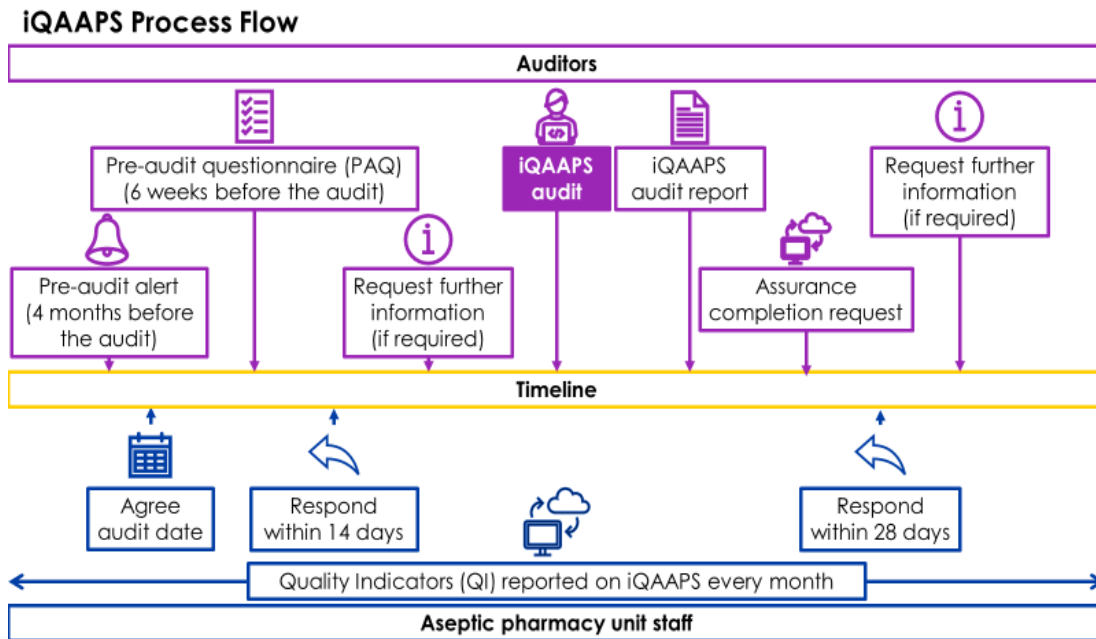 iQAAPS Process Flow
Auditors
Pre-audit questionnaire (PAQ)
(6 weeks before the audit)
iQAAPS
audit
iQAAPS
audit report
Request further
information
(if required)
Pre-audit alert
(4 months before
the audit)
Request further
information
(if required)
Assurance
completion request
Timeline
Agree
audit date
Respond
within 14 days
Respond
within 28 days
Quality Indicators (QI) reported on iQAAPS every month
Aseptic pharmacy unit staff